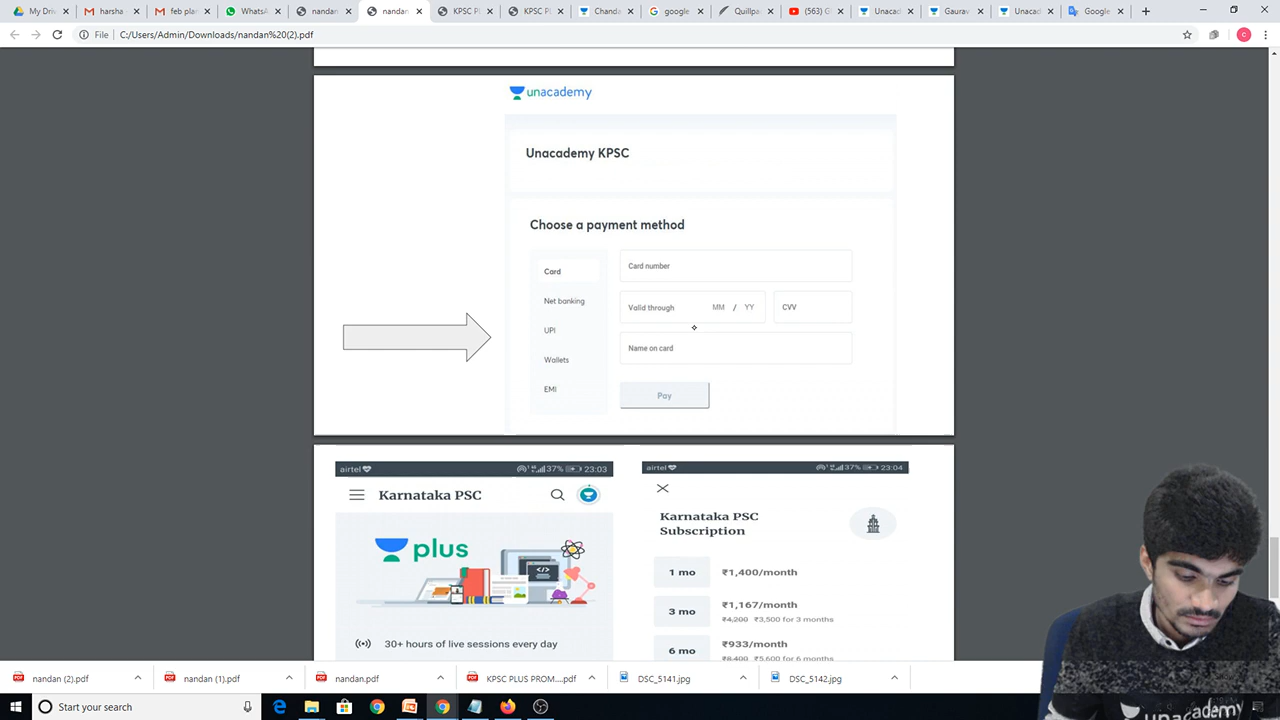 My Driv
harsha
feb plan
WhatsA
nandan
nandan
KPSC PL
KPSC PL
Chanda
google
Quillpa
(563) G
Unacad
Gaurav
Unacad
Google
File
C:/Users/Admin/Downloads/nandan%20(2).pdf
unacademy
Unacademy KPSC
Choose a payment method
Card
Card number
Net banking
Valid through MM / YY
CVV
UPI
Name on card
Wallets
EMI
Pay
airtel 37% 23:03
Karnataka PSC
plus
30+ hours of live sessions every day
airtel 37% 23:04
Karnataka PSC
Subscription
1 mo ₹1,400/month
3 mo ₹1,167/month
₹4,200 ₹3,500 for 3 months
6 mo ₹933/month
₹8,400 ₹5,600 for 6 months
nandan (2).pdf
nandan (1).pdf
nandan.pdf
KPSC PLUS PROM....pdf
DSC_5141.jpg
DSC_5142.jpg
Start your search
unacademy